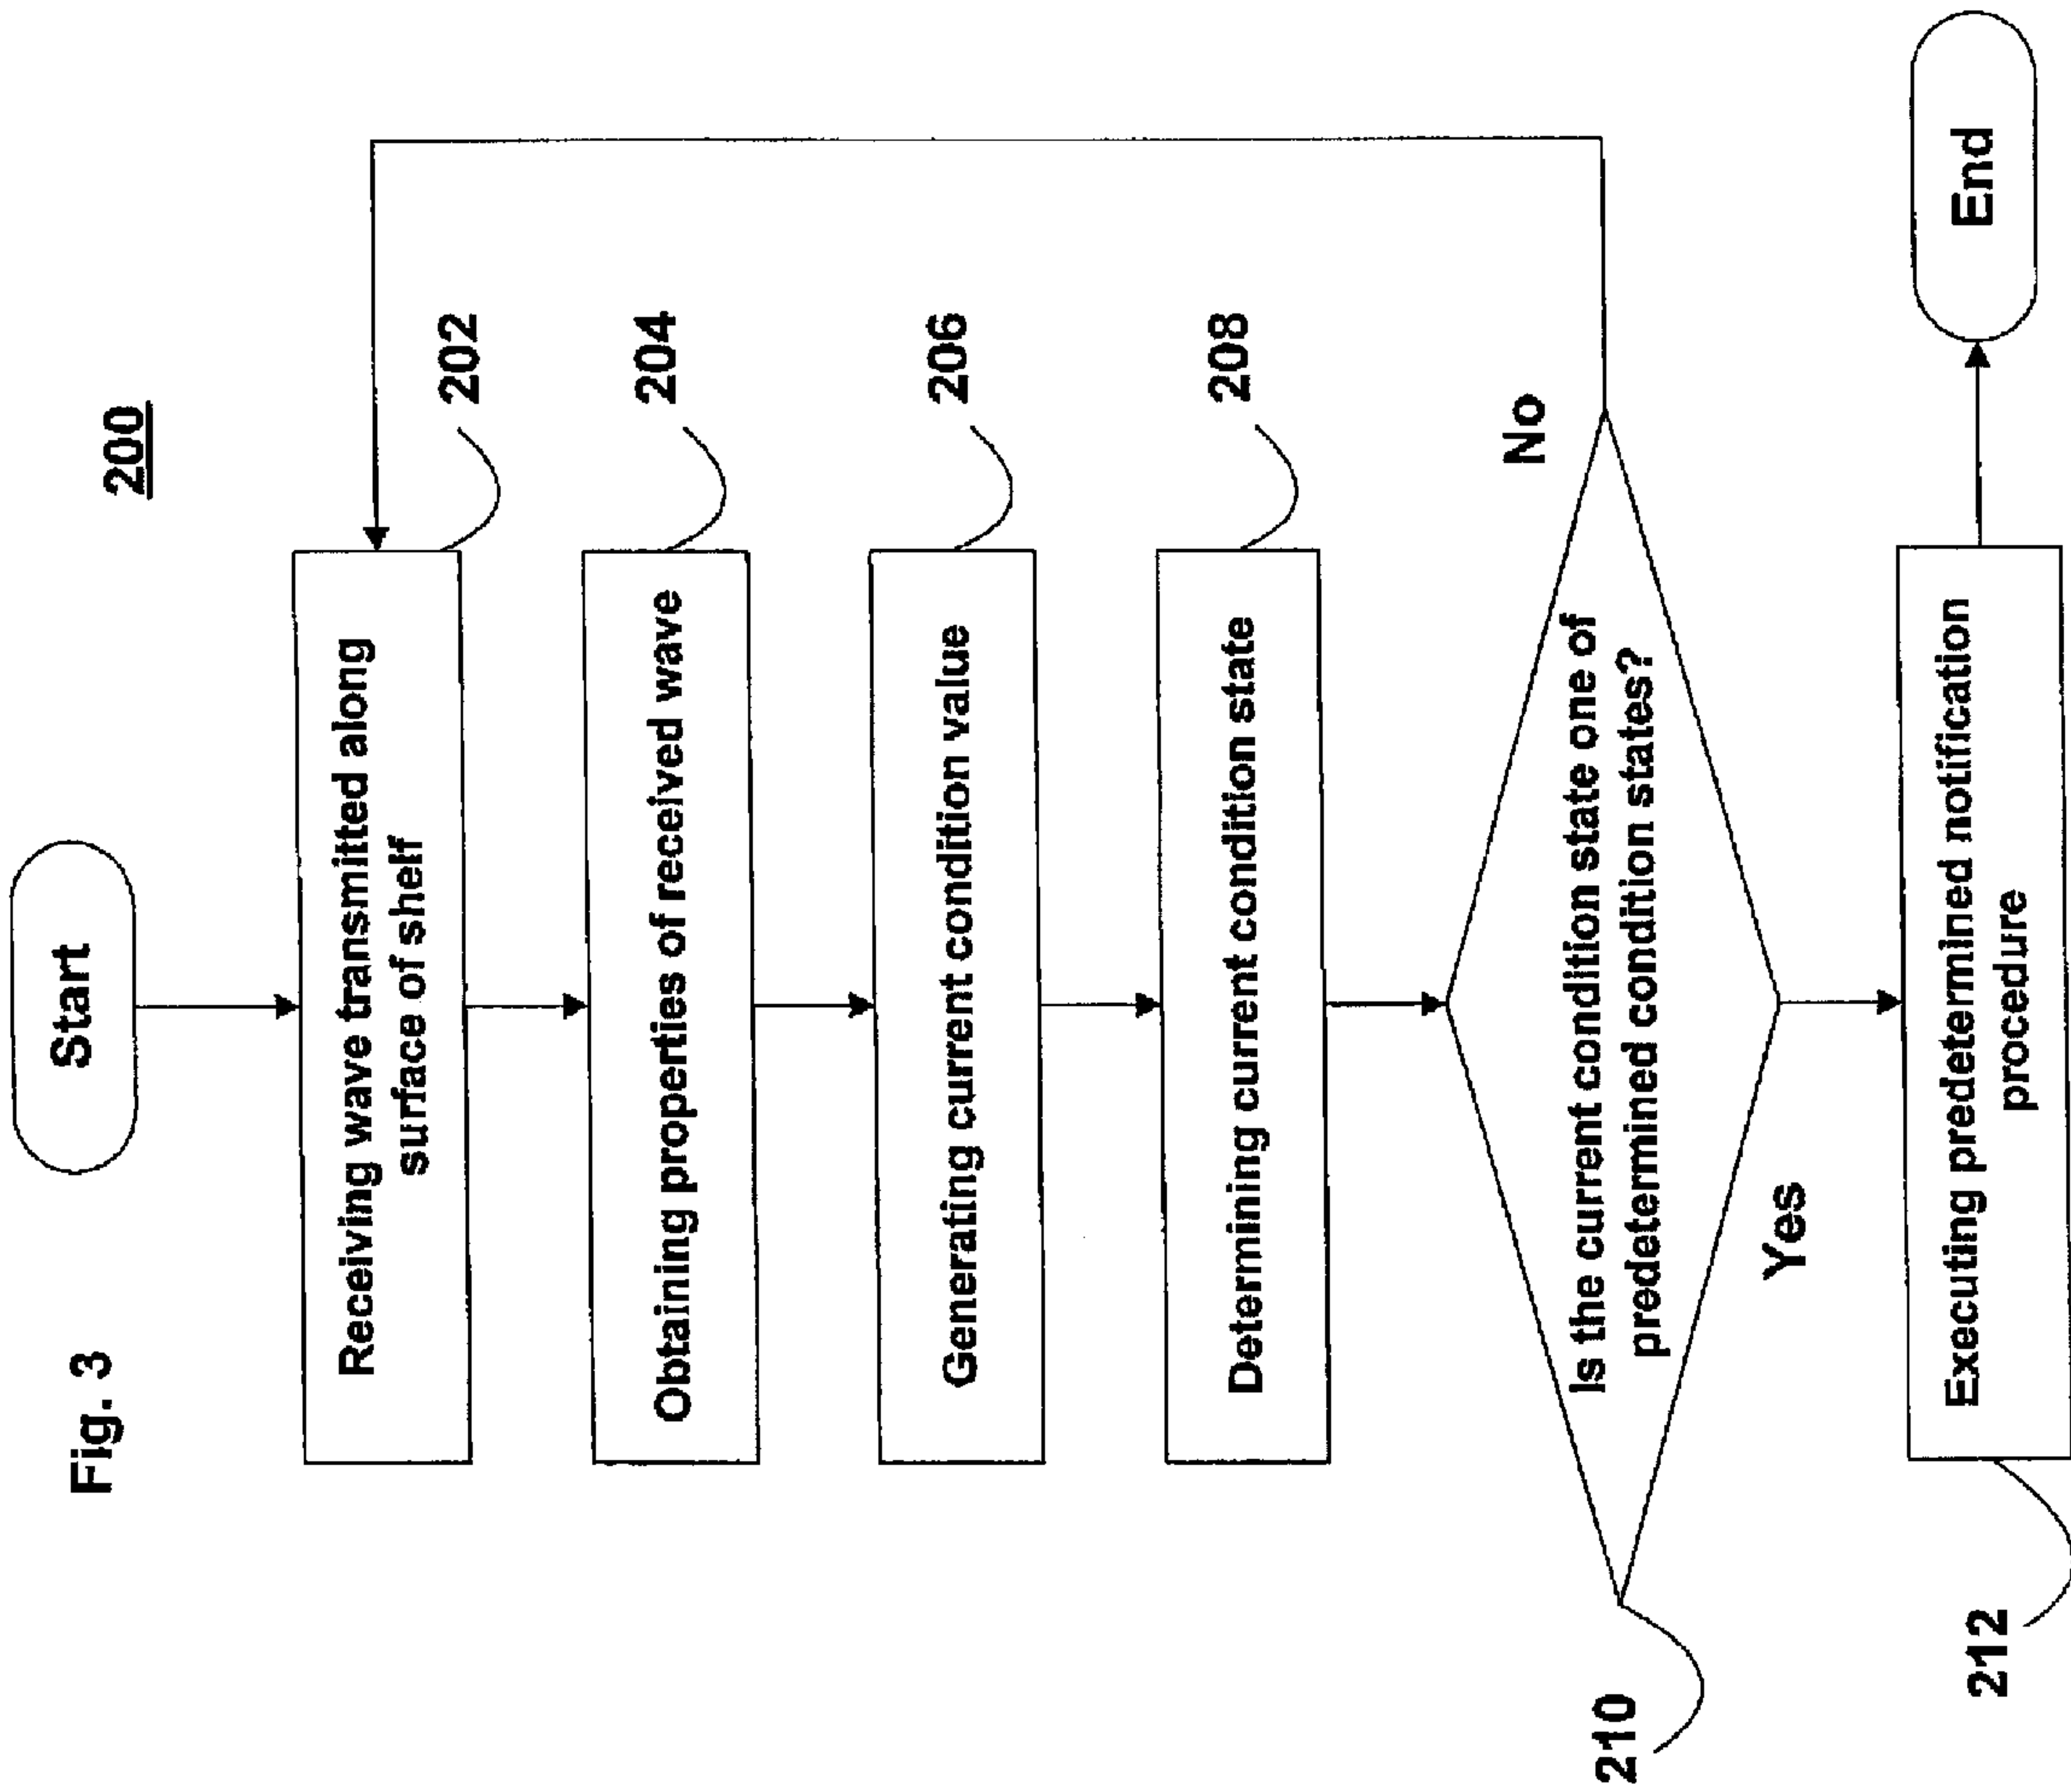 Fig. 3
200
Start
Receiving wave transmitted along
surface of shelf
202
Obtaining properties of received wave
204
Generating current condition value
206
Determining current condition state
208
Is the current condition state one of
predetermined condition states?
210
No
Yes
Executing predetermined notification
procedure
212
End